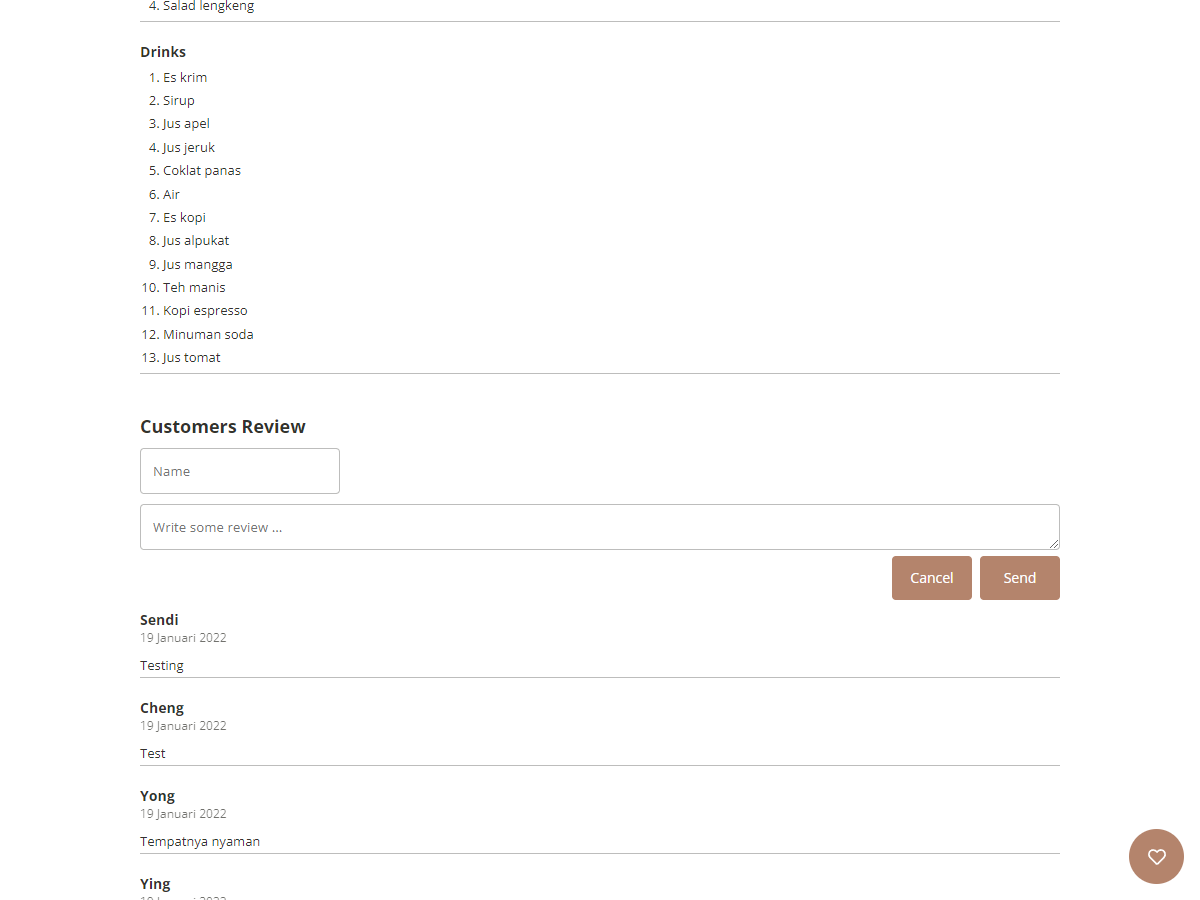 4. Salad lengkeng
Drinks
1. Es krim
2. Sirup
3. Jus apel
4. Jus jeruk
5. Coklat panas
6. Air
7. Es kopi
8. Jus alpukat
9. Jus mangga
10. Teh manis
11. Kopi espresso
12. Minuman soda
13. Jus tomat
Customers Review
Name
Write some review ...
Cancel Send
Sendi
19 Januari 2022
Testing
Cheng
19 Januari 2022
Test
Yong
19 Januari 2022
Tempatnya nyaman
Ying